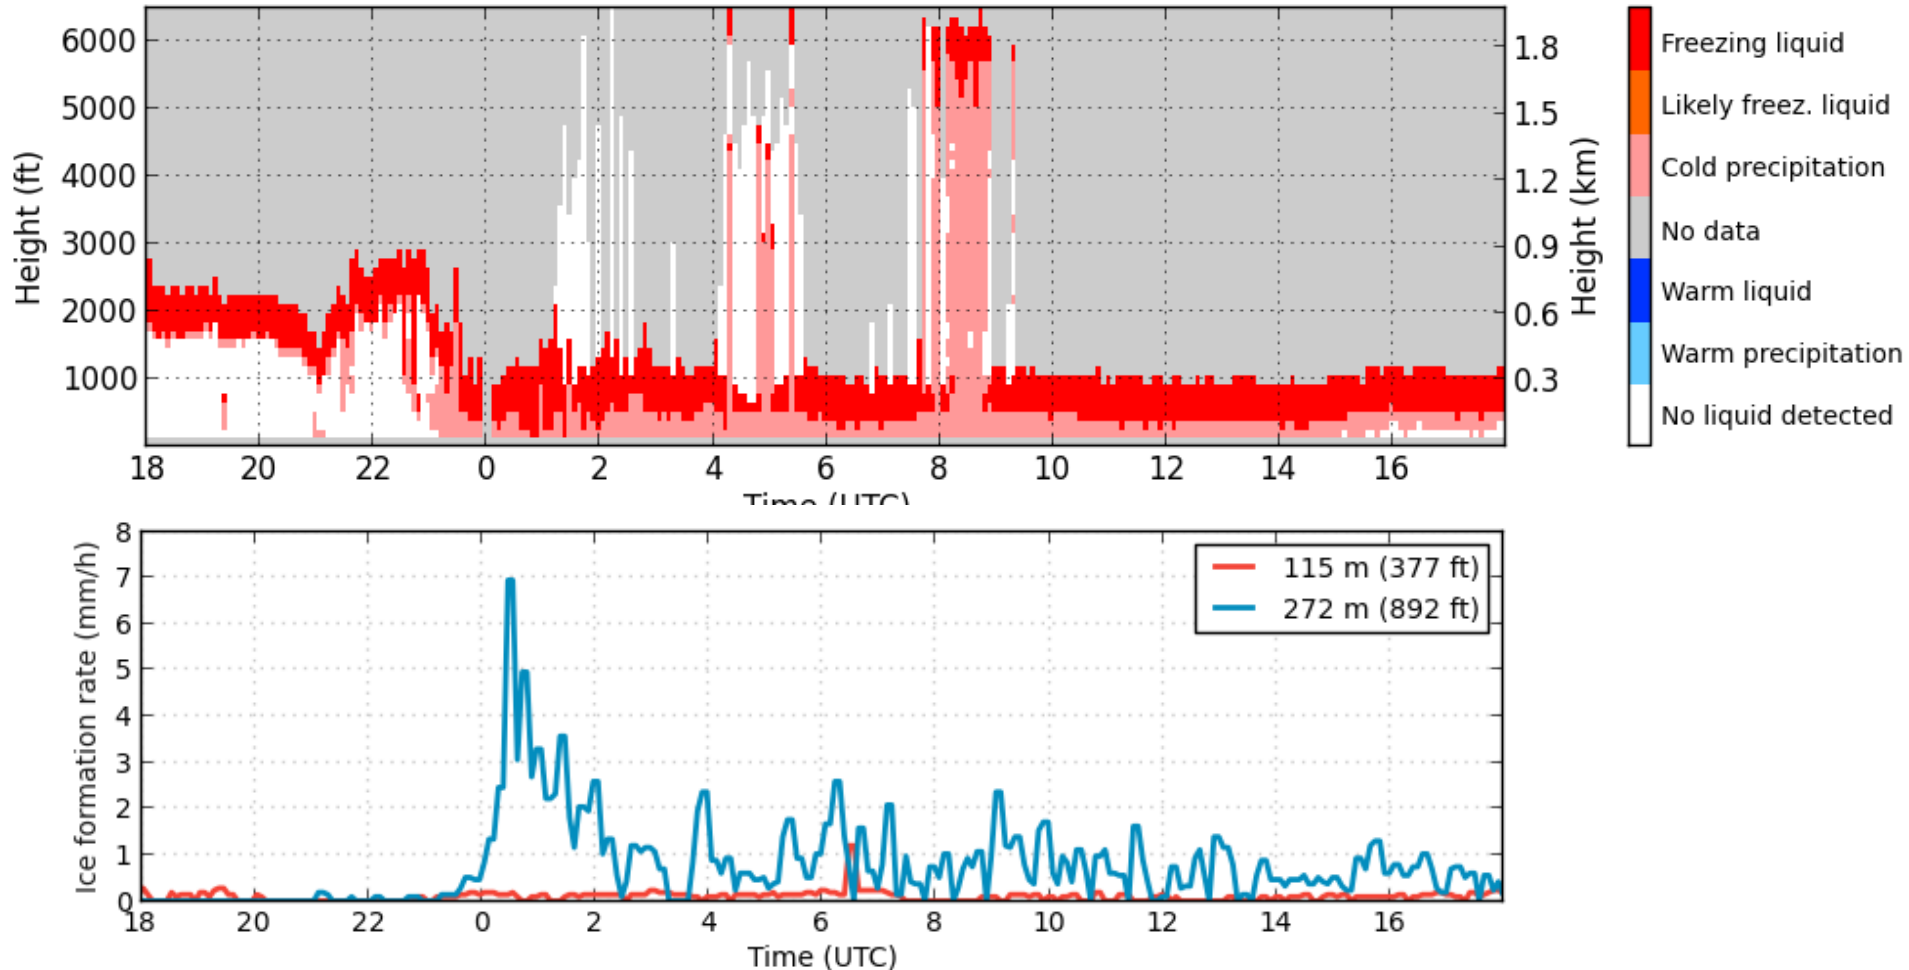 6000
5000
4000
3000
2000
1000
Height (ft)
1.8
1.5
1.2
0.9
0.6
0.3
Height (km)
18 20 22 0 2 4 6 8 10 12 14 16
Time (UTC)
Freezing liquid
Likely freez. liquid
Cold precipitation
No data
Warm liquid
Warm precipitation
No liquid detected
8
7
6
5
4
3
2
1
0
Ice formation rate (mm/h)
115 m (377 ft)
272 m (892 ft)
18 20 22 0 2 4 6 8 10 12 14 16
Time (UTC)